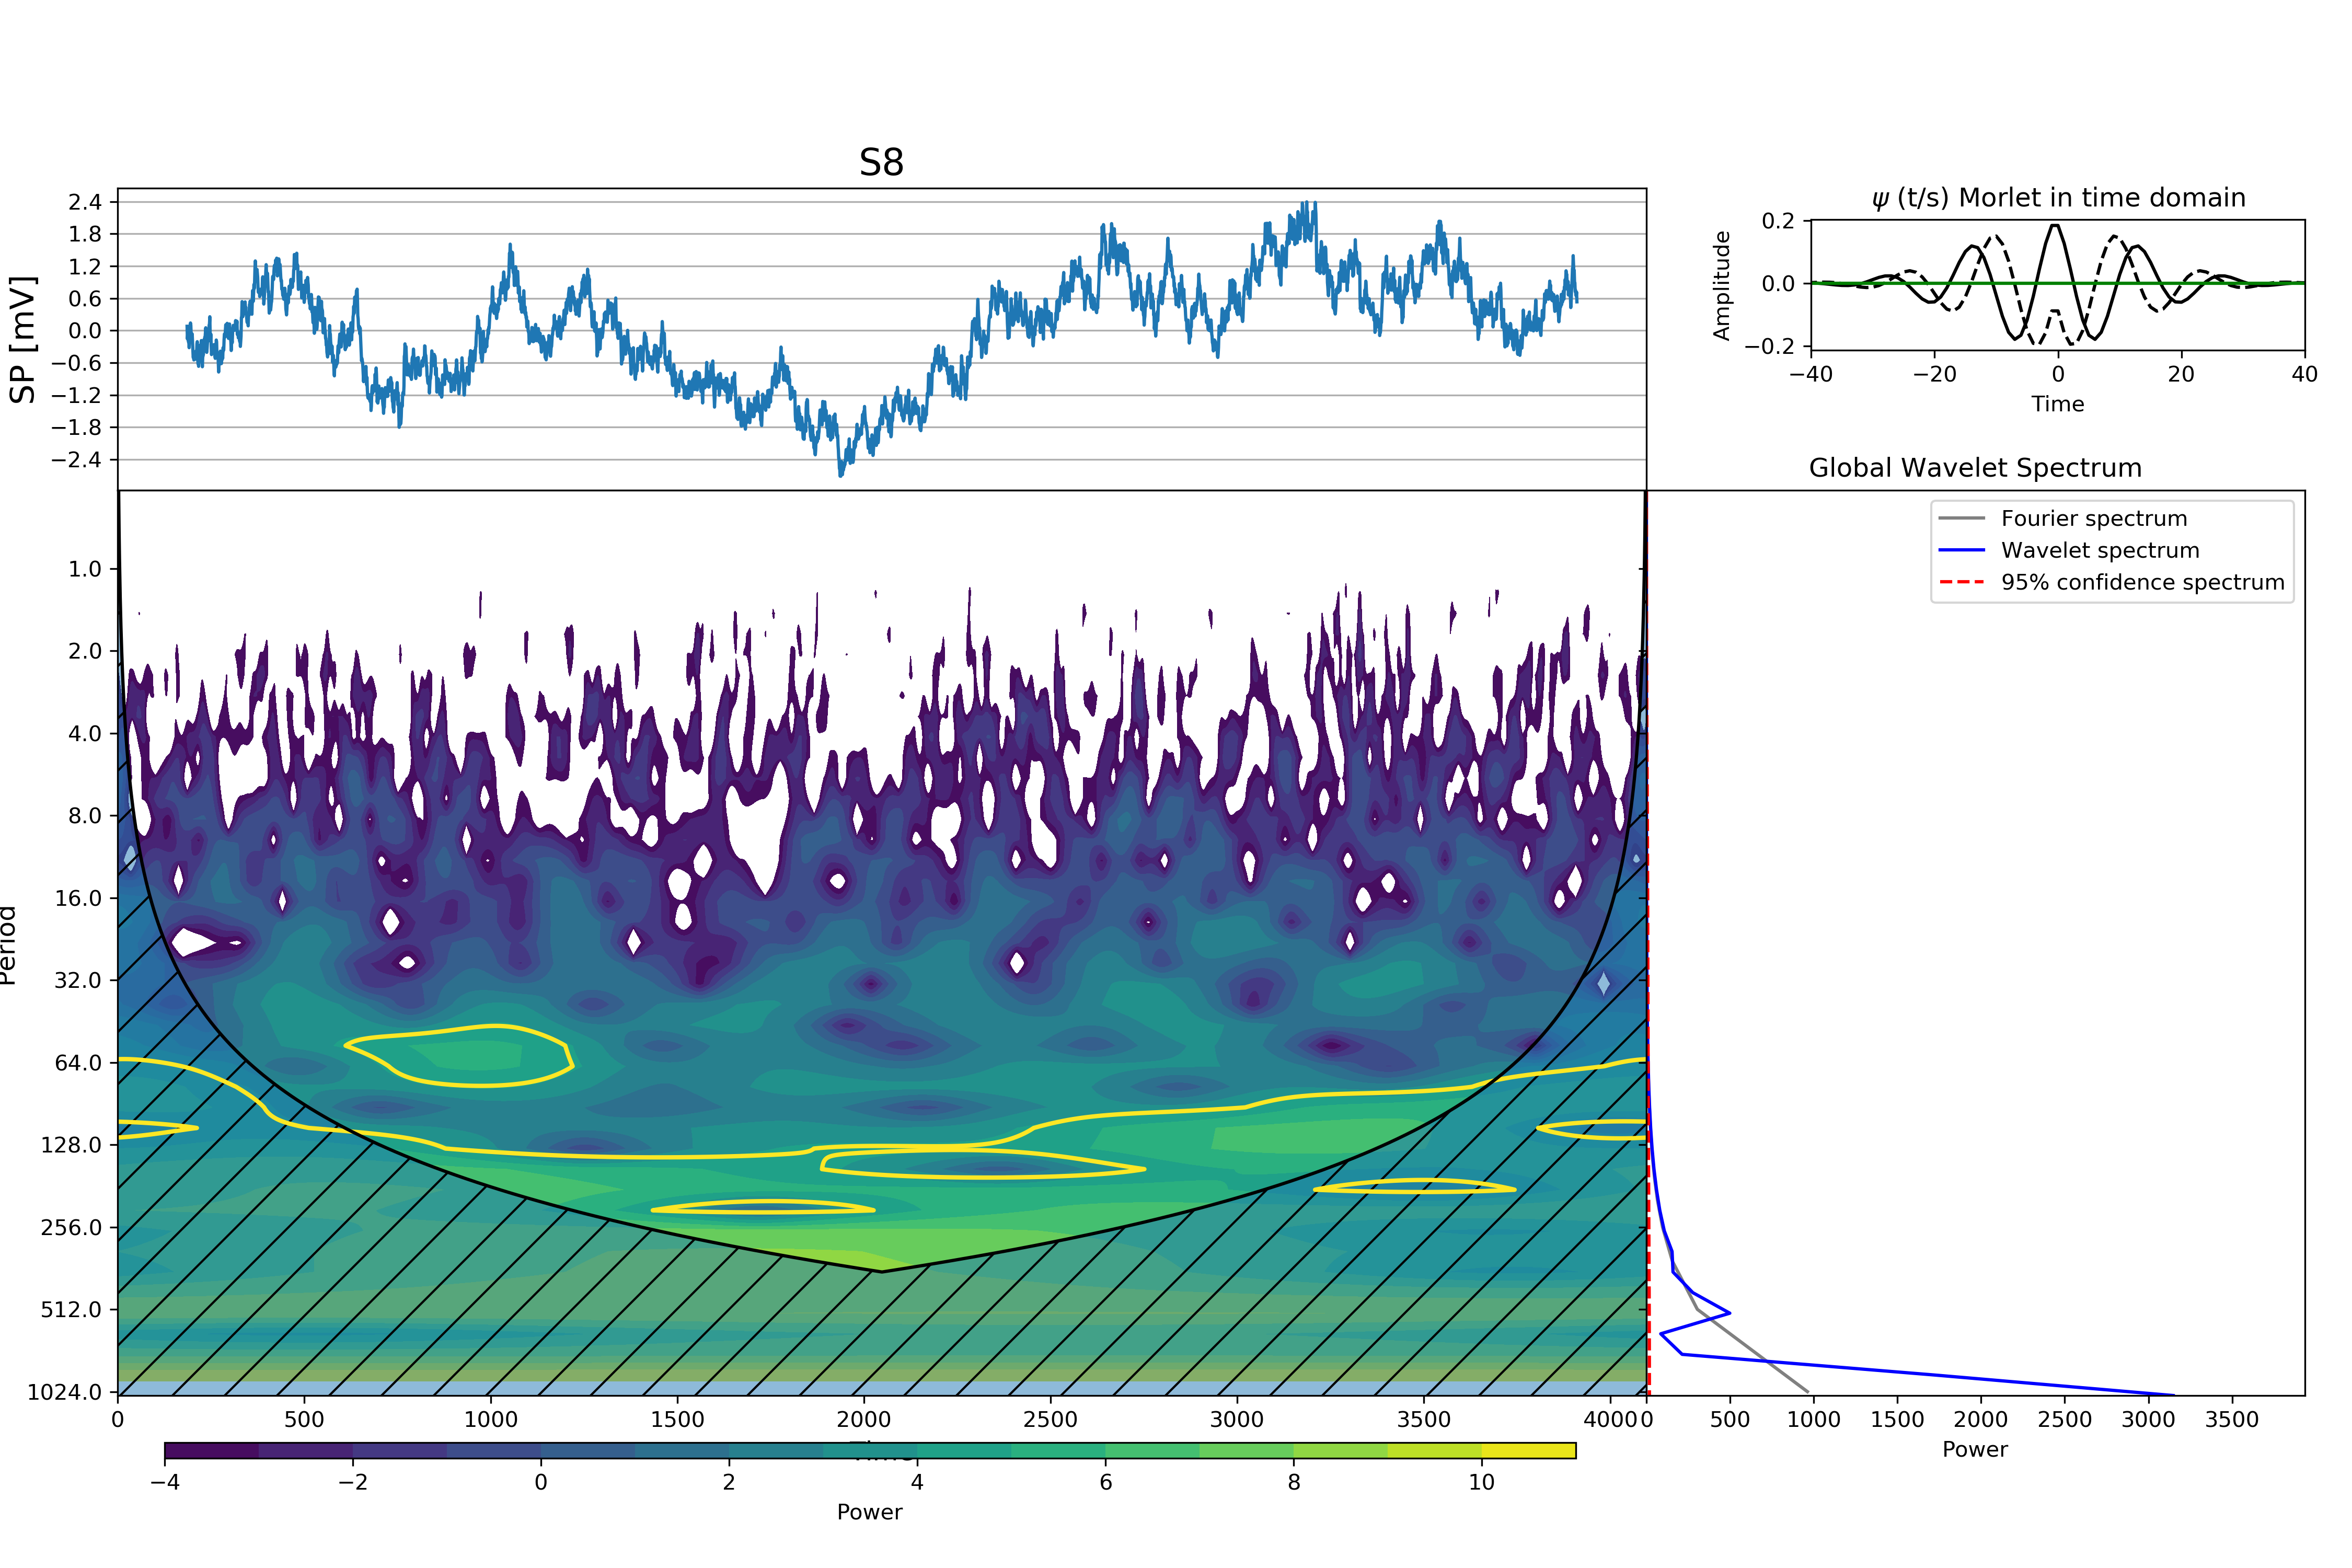 S8
SP [mV]
2.4
1.8
1.2
0.6
0.0
−0.6
−1.2
−1.8
−2.4
ψ (t/s) Morlet in time domain
Amplitude
0.2
0.0
−0.2
−40 −20 0 20 40
Time
Global Wavelet Spectrum
Fourier spectrum
Wavelet spectrum
95% confidence spectrum
Period
1.0
2.0
4.0
8.0
16.0
32.0
64.0
128.0
256.0
512.0
1024.0
0 500 1000 1500 2000 2500 3000 3500 4000
0 500 1000 1500 2000 2500 3000 3500
Time
Power
−4 −2 0 2 4 6 8 10
Power